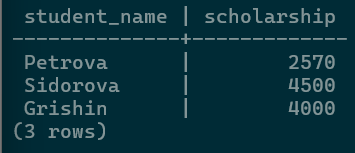 student_name | scholarship
--------------+-------------
Petrova | 2570
Sidorova | 4500
Grishin | 4000
(3 rows)